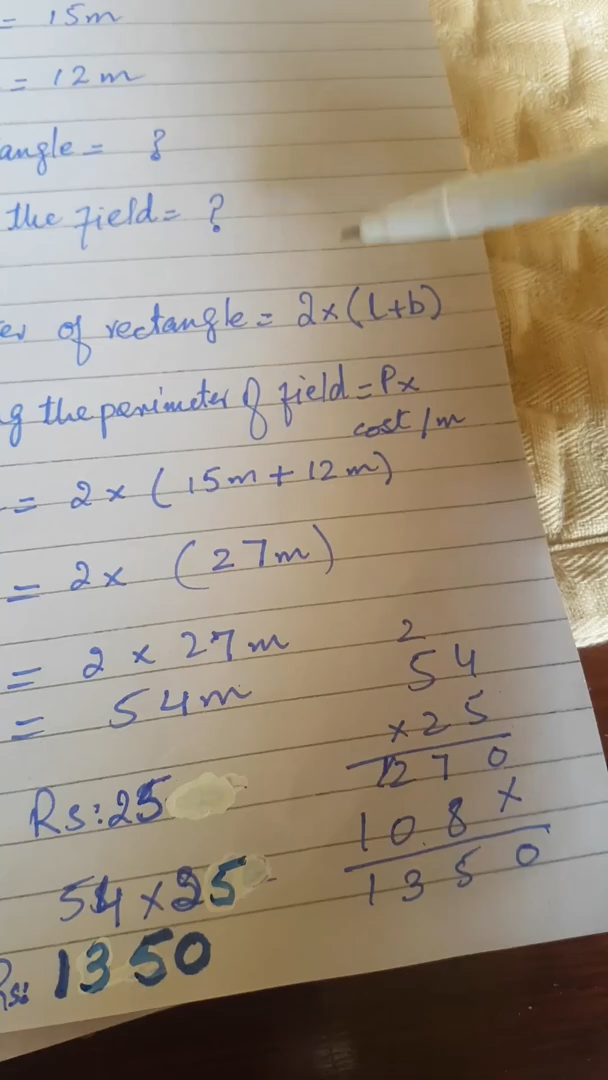 = 15m
= 12m
angle = ?
the field = ?
er of rectangle = 2×(l+b)
g the perimeter of field = P×
cost/m
= 2× (15m + 12m)
= 2× (27m)
= 2 × 27m
= 54m
2
54
×25
270
108×
1350
Rs: 25
54×25
Rs: 1350